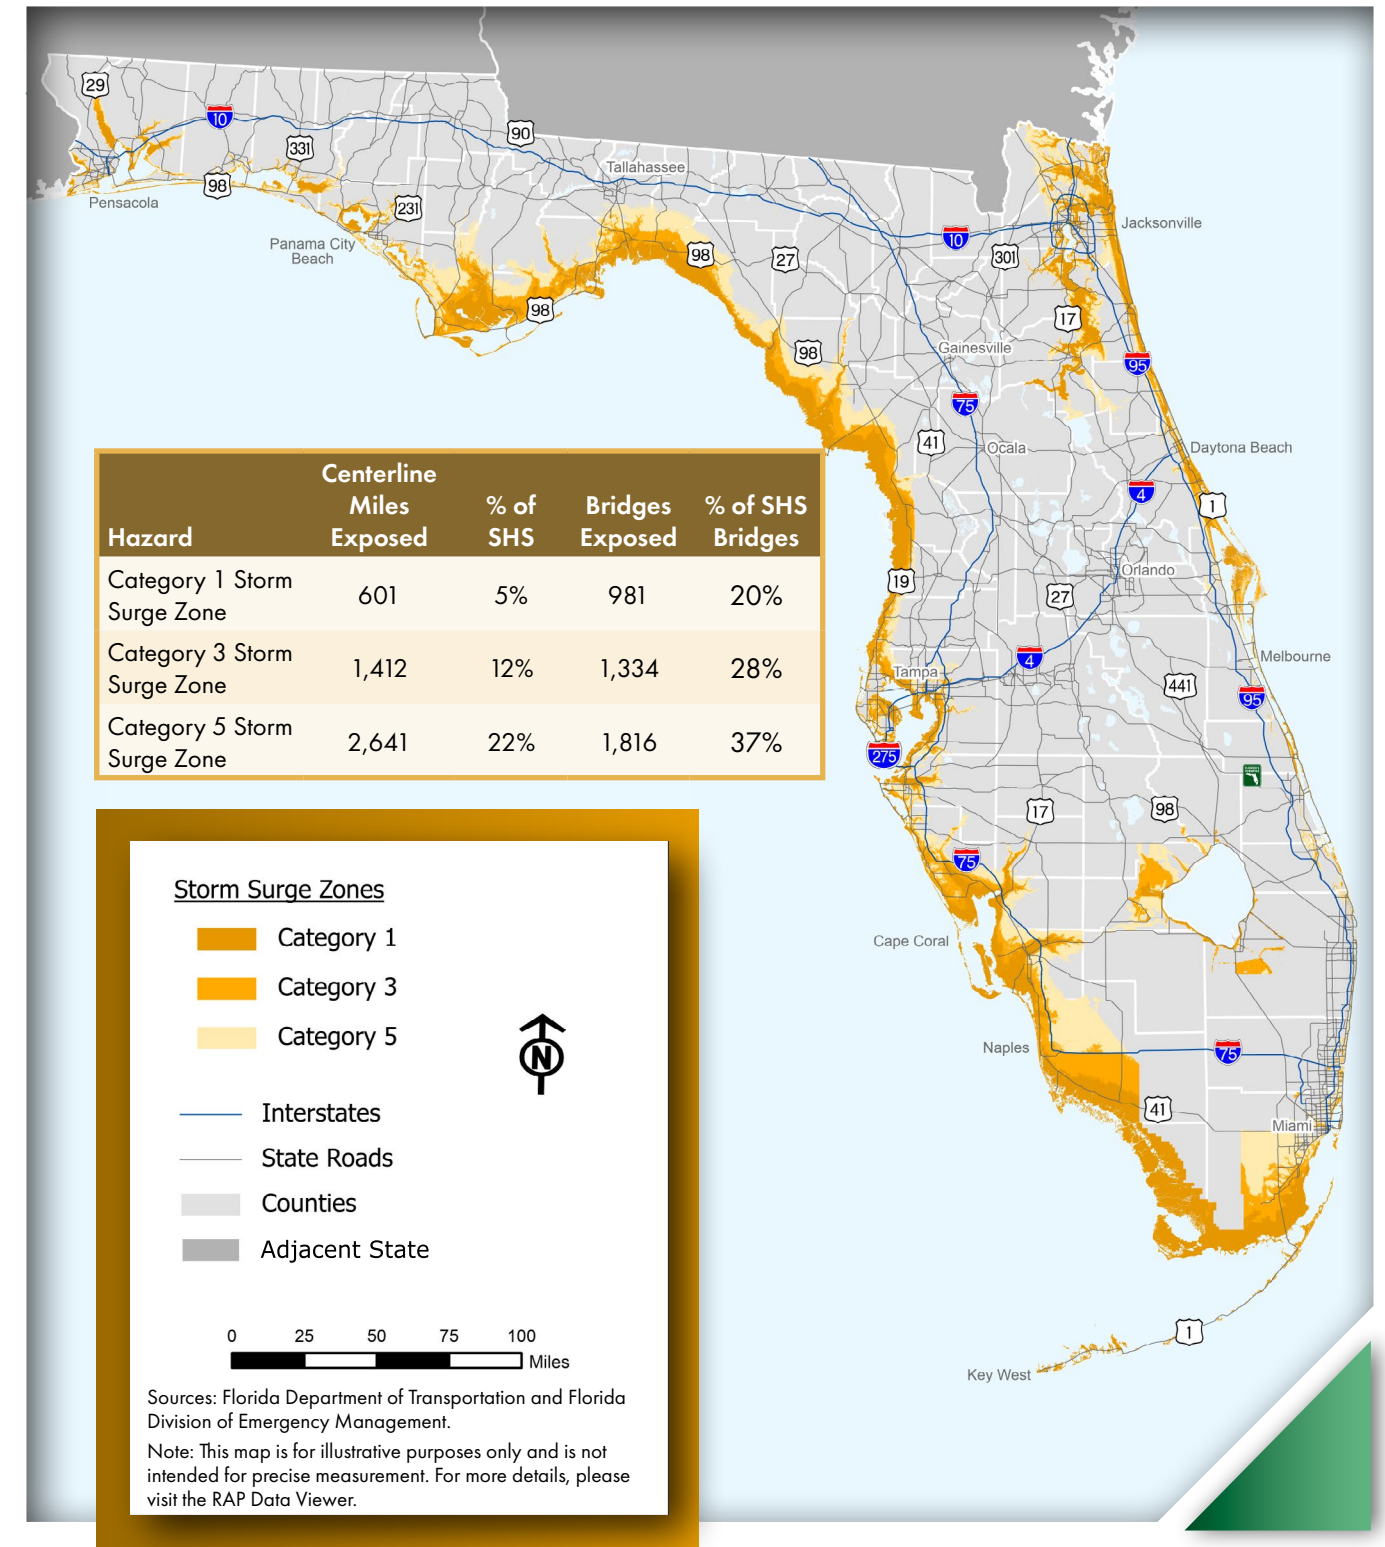 29
10
331
90
98
Tallahassee
Pensacola
231
Jacksonville
Panama City
Beach
98
27
10
301
98
17
Gainesville
98
95
75
41
Ocala
Daytona Beach
4
1
Hazard Centerline Miles Exposed % of SHS Bridges Exposed % of SHS Bridges
Category 1 Storm Surge Zone 601 5% 981 20%
Category 3 Storm Surge Zone 1,412 12% 1,334 28%
Category 5 Storm Surge Zone 2,641 22% 1,816 37%
Orlando
19
27
4
Melbourne
Tampa
441
95
275
17
98
75
Cape Coral
Naples
75
41
Miami
1
Key West
Storm Surge Zones
Category 1
Category 3
Category 5
N
Interstates
State Roads
Counties
Adjacent State
0 25 50 75 100
Miles
Sources: Florida Department of Transportation and Florida
Division of Emergency Management.
Note: This map is for illustrative purposes only and is not
intended for precise measurement. For more details, please
visit the RAP Data Viewer.